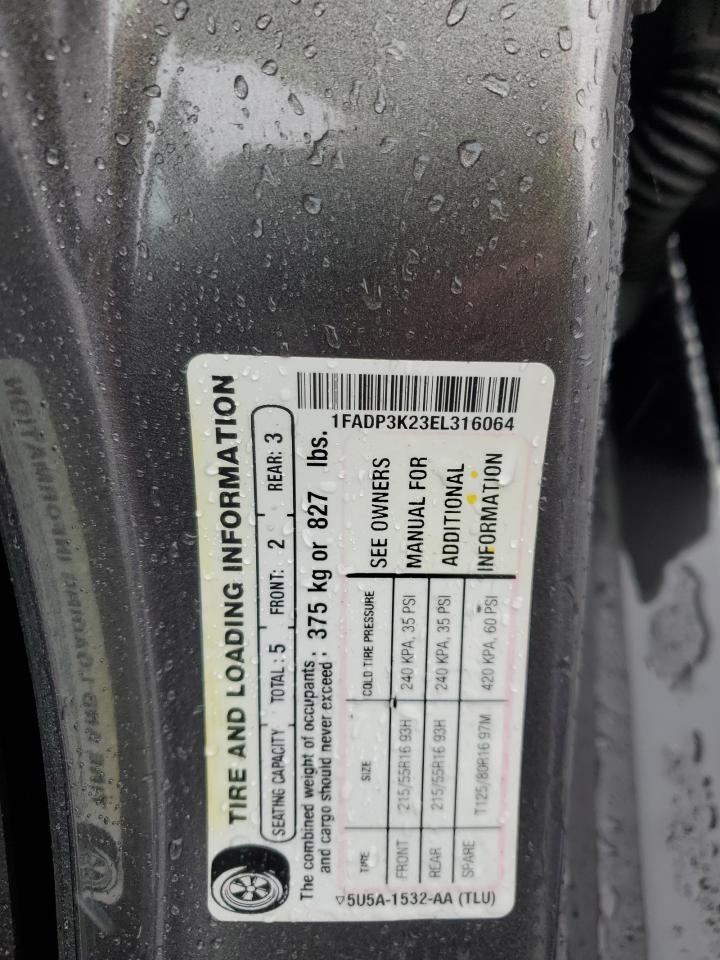 TIRE AND LOADING INFORMATION
SEATING CAPACITY TOTAL: 5 FRONT: 2 REAR: 3
The combined weight of occupants
and cargo should never exceed : 375 kg or 827 lbs.
1FADP3K23EL316064
TIRE SIZE COLD TIRE PRESSURE
FRONT 215/55R16 93H 240 KPA, 35 PSI
REAR 215/55R16 93H 240 KPA, 35 PSI
SPARE T125/80R16 97M 420 KPA, 60 PSI
SEE OWNERS
MANUAL FOR
ADDITIONAL
INFORMATION
5U5A-1532-AA (TLU)